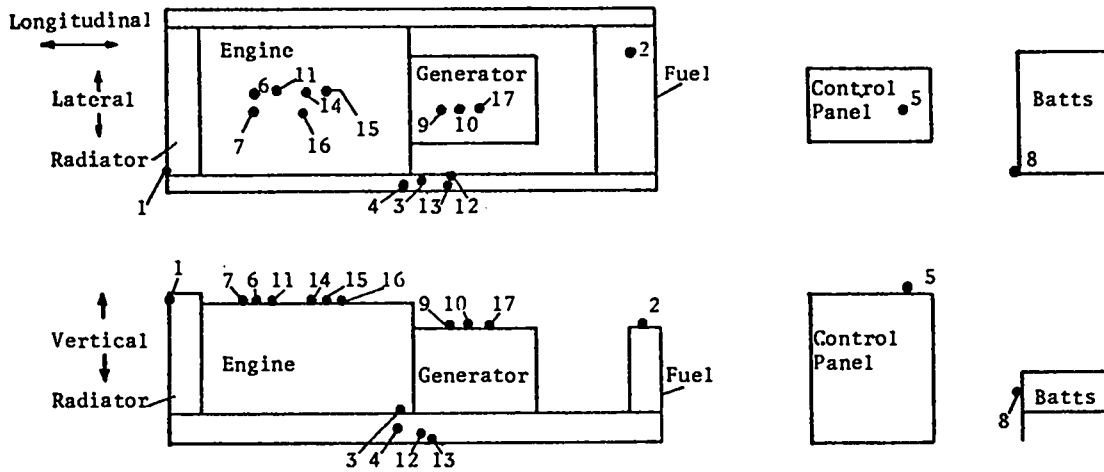 Longitudinal
Engine
2
6
11
Generator
Fuel
Control
Panel
5
Batts
Lateral
14
17
7
16
15
9
10
Radiator
8
1
4
3
13
12
1
7 6 11 14 15 16
5
9
10
17
2
Vertical
Control
Panel
Engine
Generator
Fuel
Radiator
Batts
8
3
4
12
13